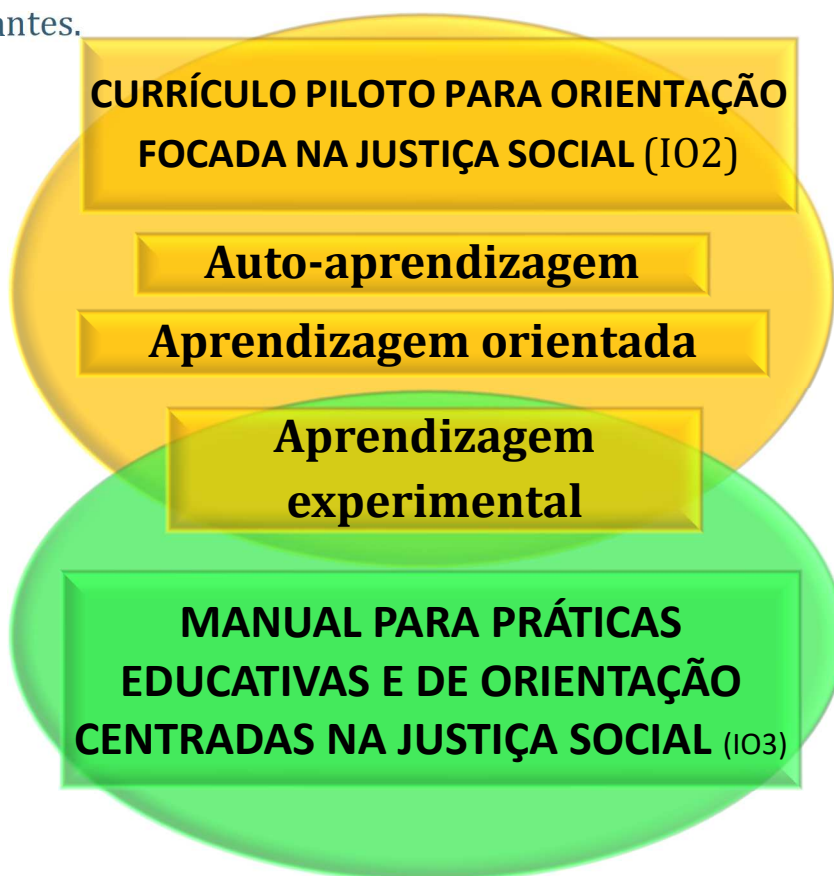 CURRÍCULO PILOTO PARA ORIENTAÇÃO
FOCADA NA JUSTIÇA SOCIAL (IO2)
Auto-aprendizagem
Aprendizagem orientada
Aprendizagem
experimental
MANUAL PARA PRÁTICAS
EDUCATIVAS E DE ORIENTAÇÃO
CENTRADAS NA JUSTIÇA SOCIAL (IO3)